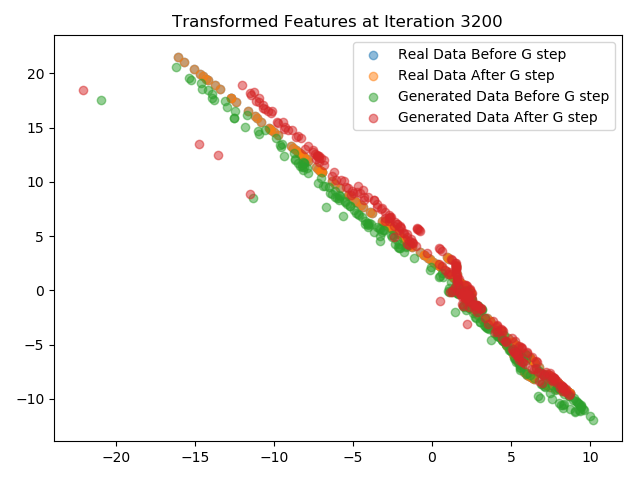 Transformed Features at Iteration 3200
Real Data Before G step
Real Data After G step
Generated Data Before G step
Generated Data After G step
20
15
10
5
0
−5
−10
−20 −15 −10 −5 0 5 10